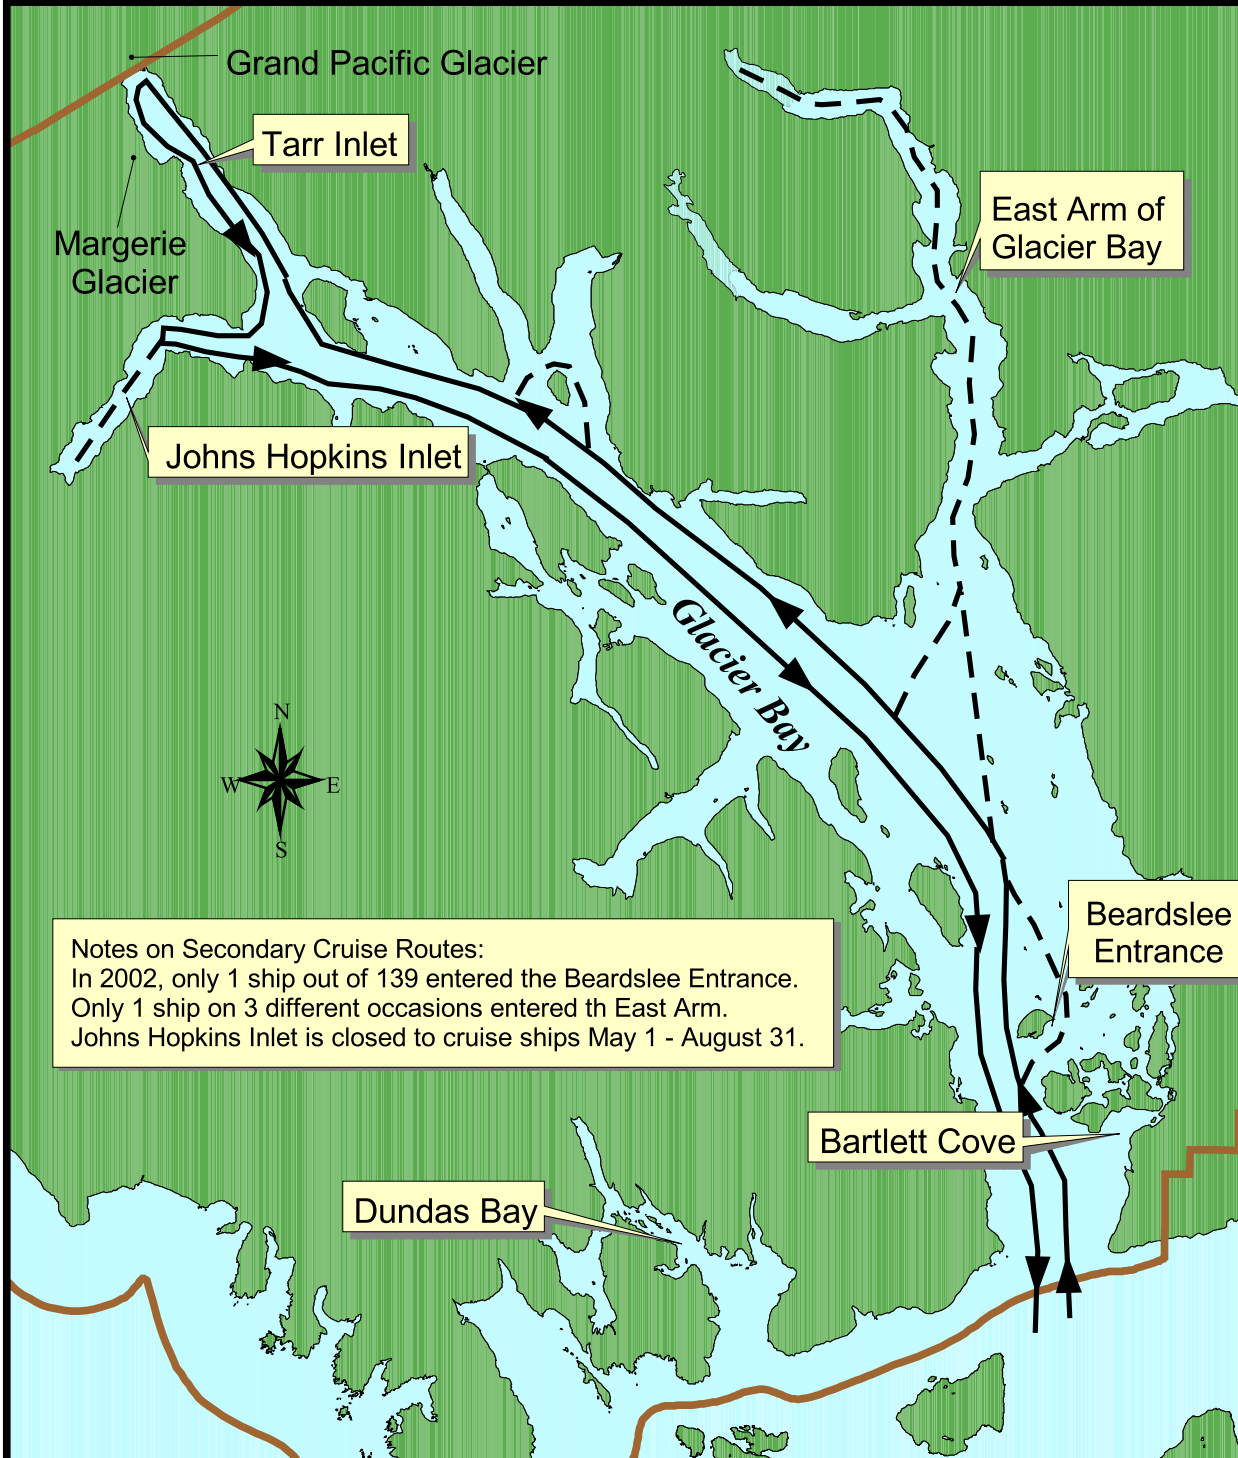 Grand Pacific Glacier
Tarr Inlet
East Arm of
Glacier Bay
Margerie
Glacier
Johns Hopkins Inlet
Glacier Bay
N
W
E
S
Beardslee
Entrance
Notes on Secondary Cruise Routes:
In 2002, only 1 ship out of 139 entered the Beardslee Entrance.
Only 1 ship on 3 different occasions entered th East Arm.
Johns Hopkins Inlet is closed to cruise ships May 1 - August 31.
Bartlett Cove
Dundas Bay